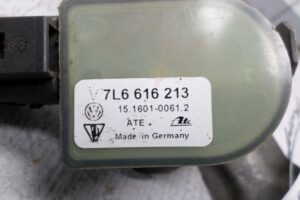 7L6 616 213
15.1601-0061.2
ATE
Made in Germany